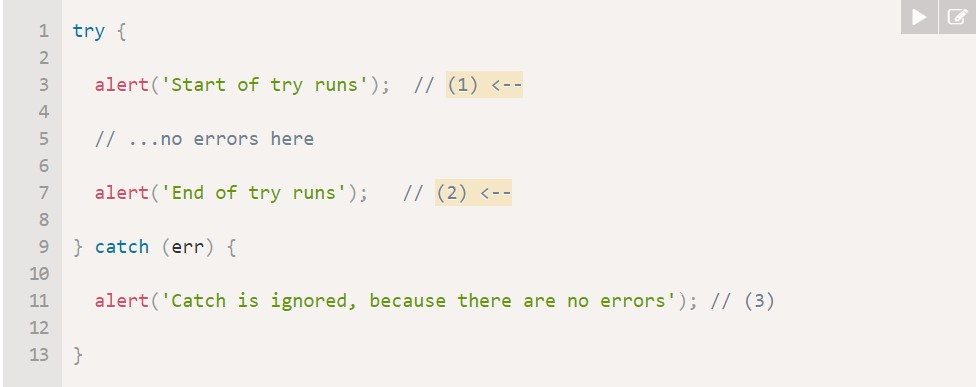 1 try {
2
3   alert('Start of try runs');  // (1) <--
4
5   // ...no errors here
6
7   alert('End of try runs');   // (2) <--
8
9 } catch (err) {
10
11   alert('Catch is ignored, because there are no errors'); // (3)
12
13 }